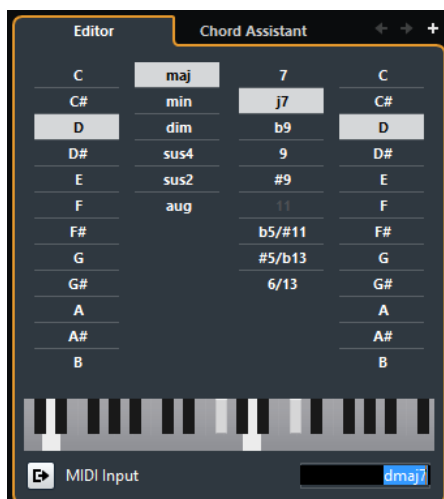 Editor Chord Assistant
C maj 7 C
C# min j7 C#
D dim b9 D
D# sus4 9 D#
E sus2 #9 E
F aug 11 F
F# b5/#11 F#
G #5/b13 G
G# 6/13 G#
A A
A# A#
B B
MIDI Input dmaj7